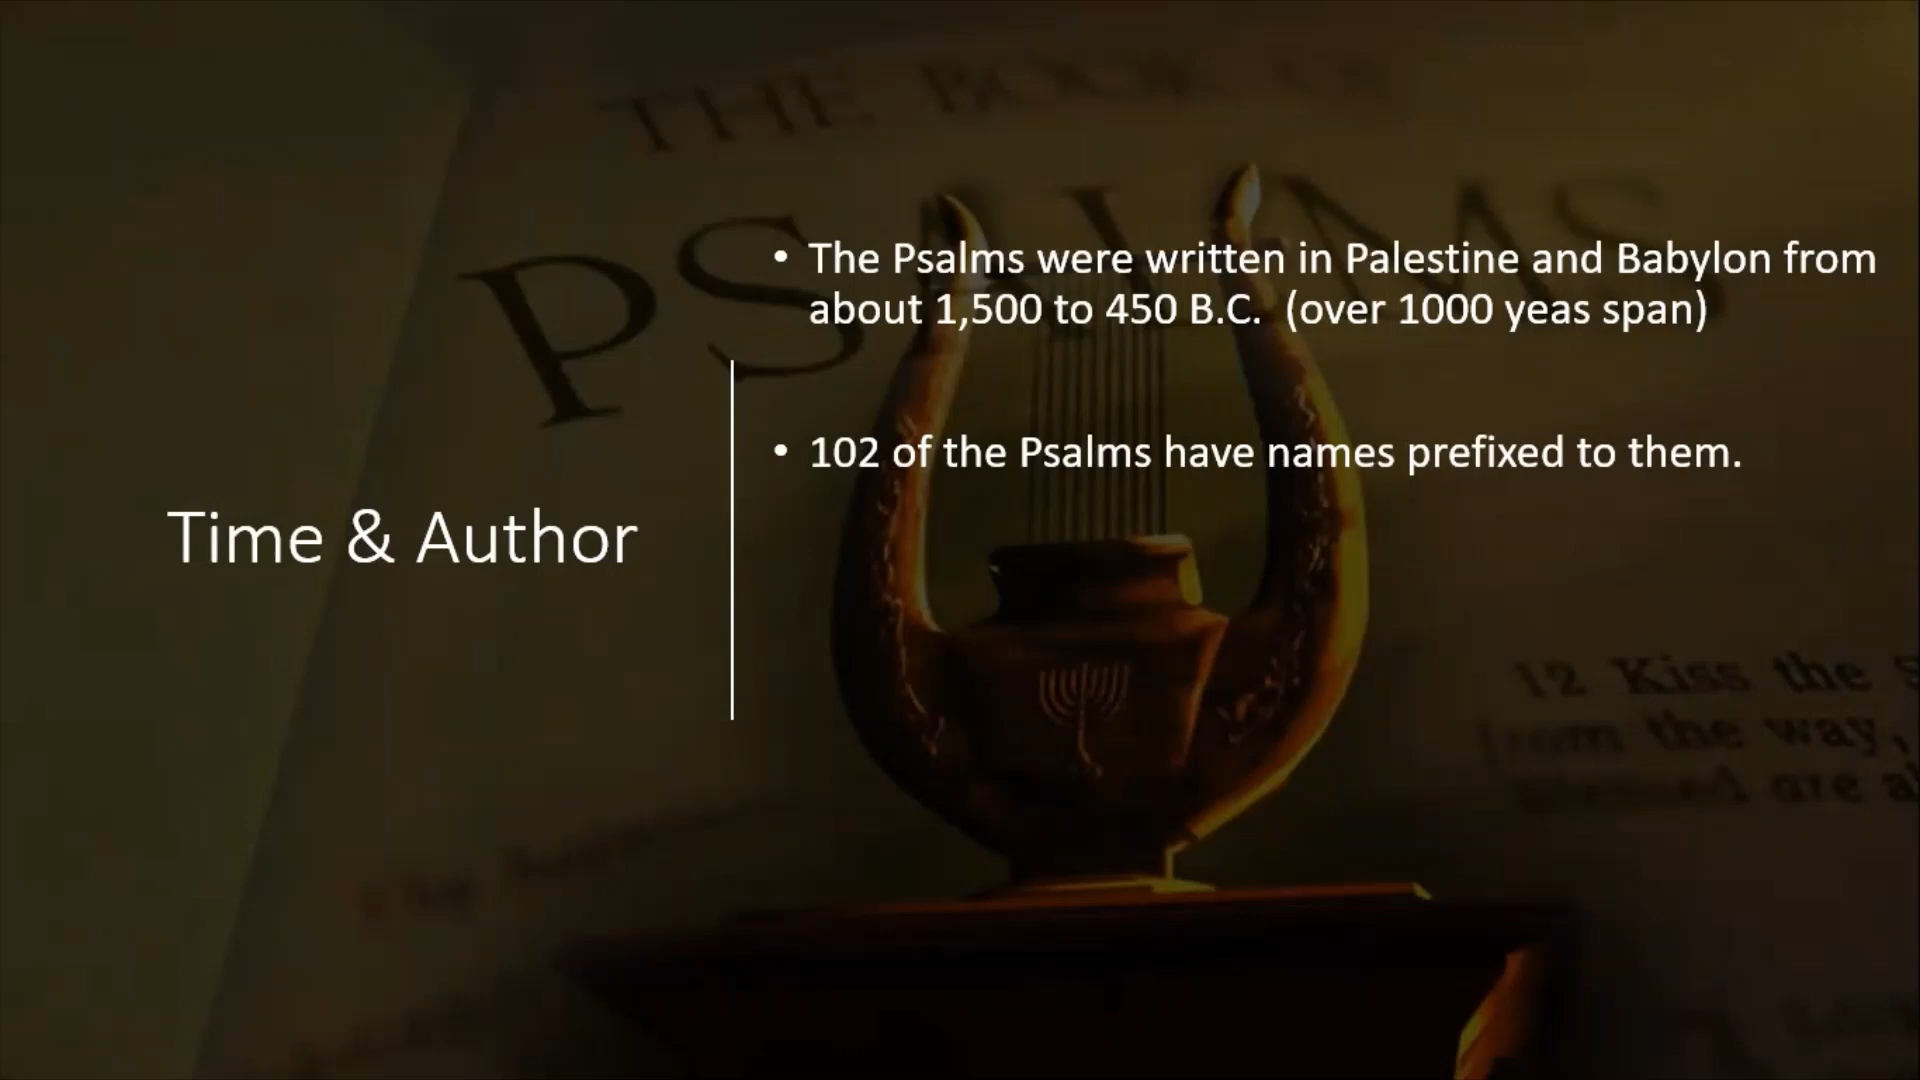 THE BOOK OF
PSALMS
• The Psalms were written in Palestine and Babylon from
about 1,500 to 450 B.C.  (over 1000 yeas span)
• 102 of the Psalms have names prefixed to them.
Time & Author
12 Kiss the S
from the way,
are al